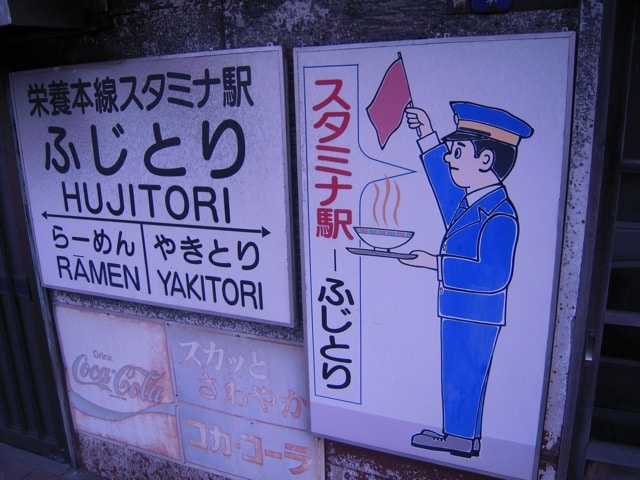 栄養本線スタミナ駅
ふじとり
HUJITORI
らーめん やきとり
RĀMEN YAKITORI
スタミナ駅ーふじとり
Drink
Coca-Cola
スカッと
さわやか
コカ・コーラ